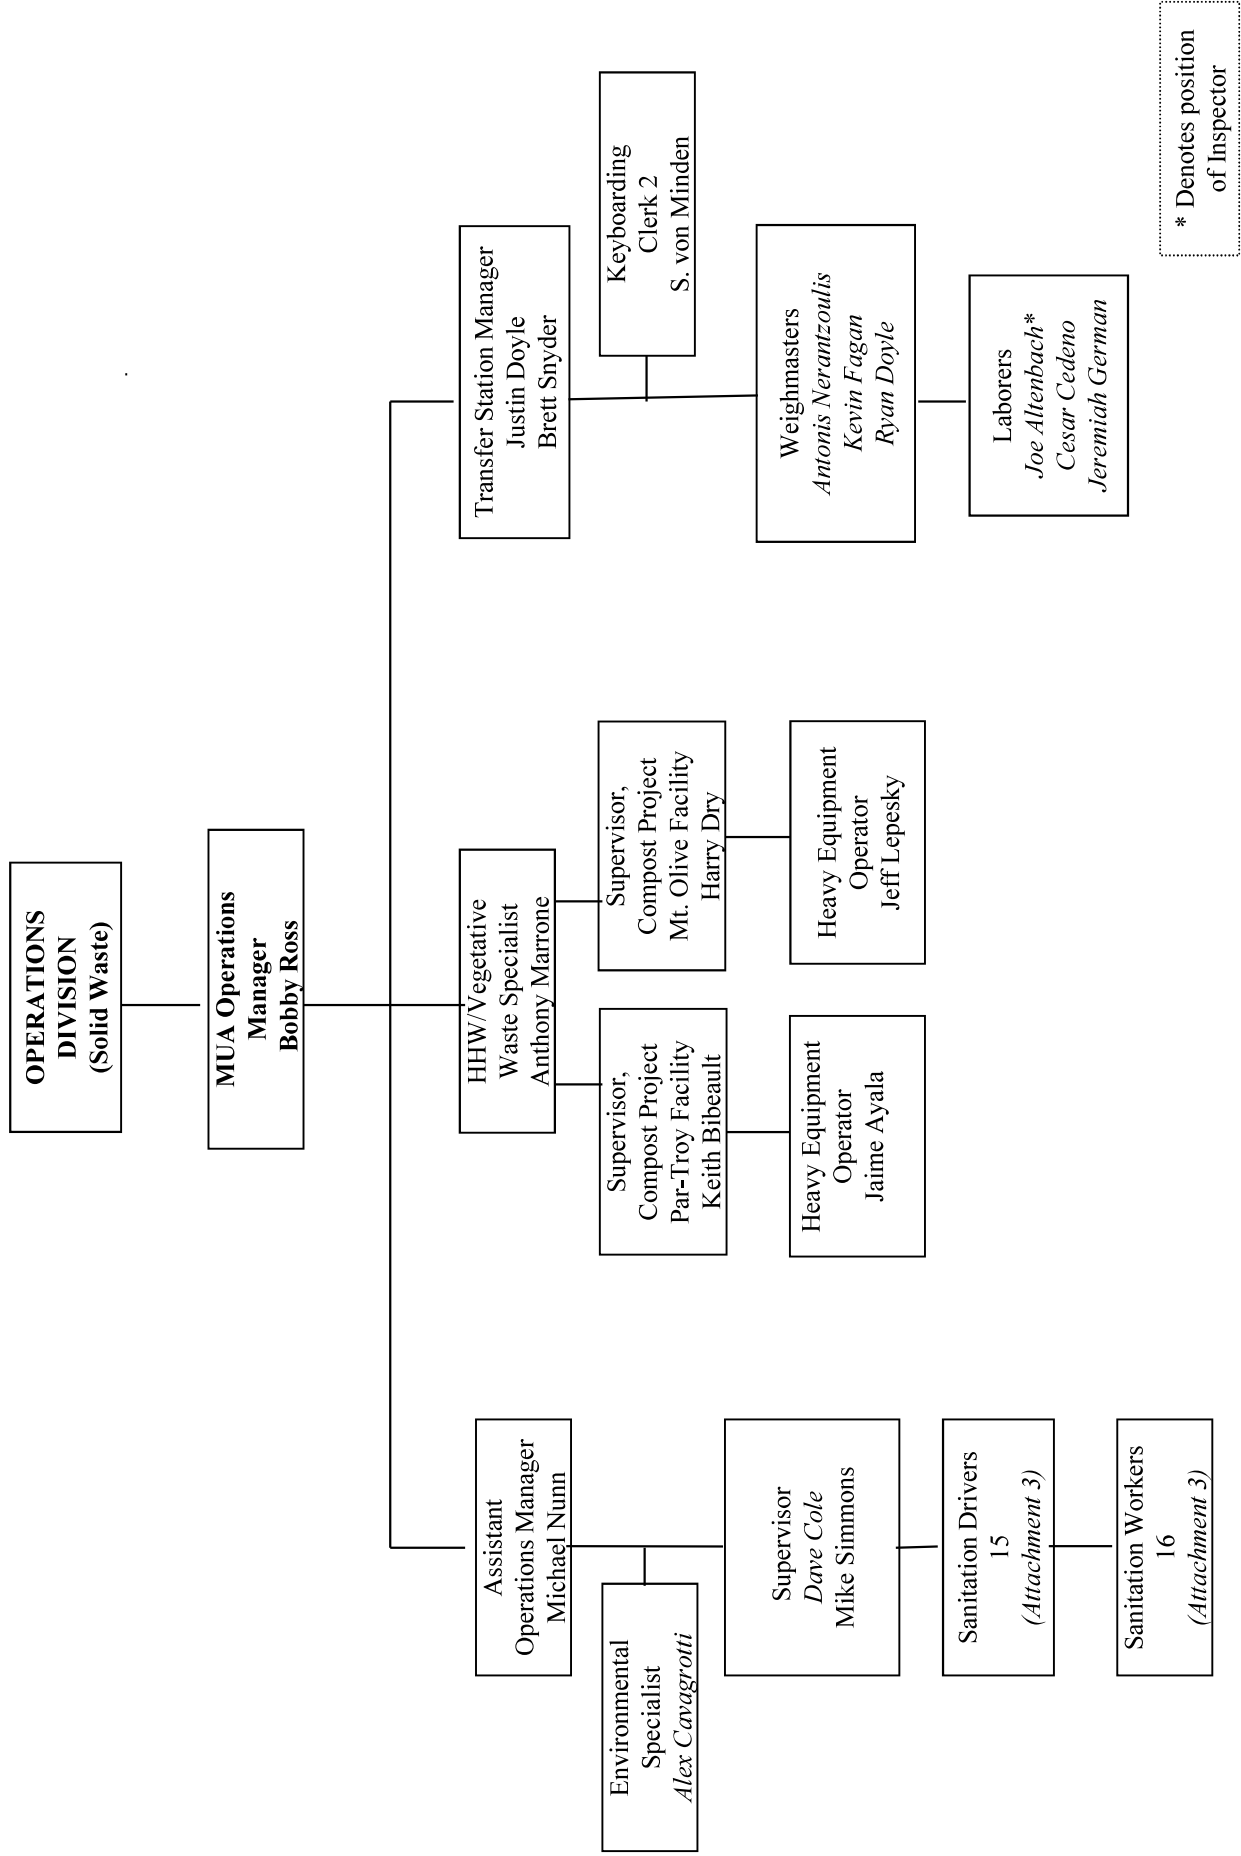 OPERATIONS
DIVISION
(Solid Waste)
MUA Operations
Manager
Bobby Ross
Assistant
Operations Manager
Michael Nunn
HHW/Vegetative
Waste Specialist
Anthony Marrone
Transfer Station Manager
Justin Doyle
Brett Snyder
Environmental
Specialist
Alex Cavagrotti
Supervisor,
Compost Project
Par-Troy Facility
Keith Bibeault
Supervisor,
Compost Project
Mt. Olive Facility
Harry Dry
Keyboarding
Clerk 2
S. von Minden
Supervisor
Dave Cole
Mike Simmons
Heavy Equipment
Operator
Jaime Ayala
Heavy Equipment
Operator
Jeff Lepesky
Weighmasters
Antonis Nerantzoulis
Kevin Fagan
Ryan Doyle
Sanitation Drivers
15
(Attachment 3)
Laborers
Joe Altenbach*
Cesar Cedeno
Jeremiah German
Sanitation Workers
16
(Attachment 3)
* Denotes position
of Inspector